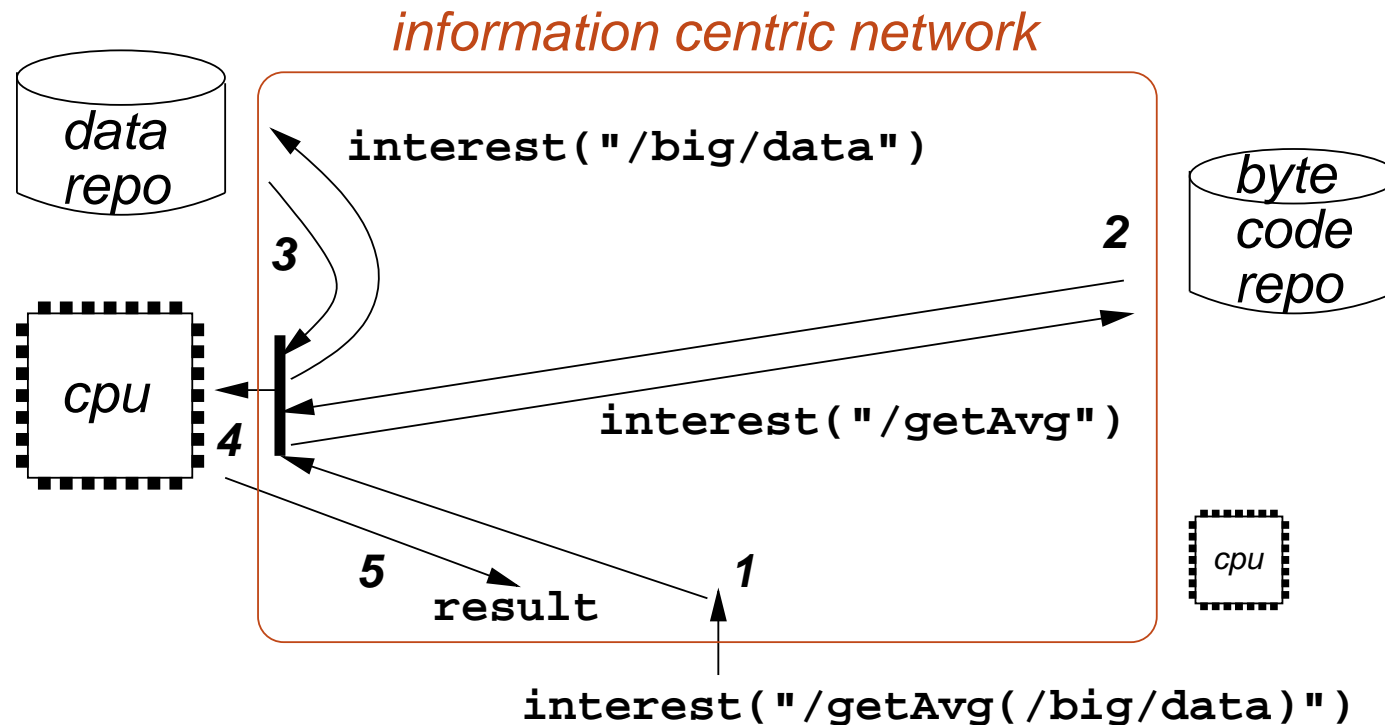 information centric network
data
repo
interest("/big/data")
byte
code
repo
2
3
cpu
interest("/getAvg")
4
cpu
5
1
result
interest("/getAvg(/big/data)")